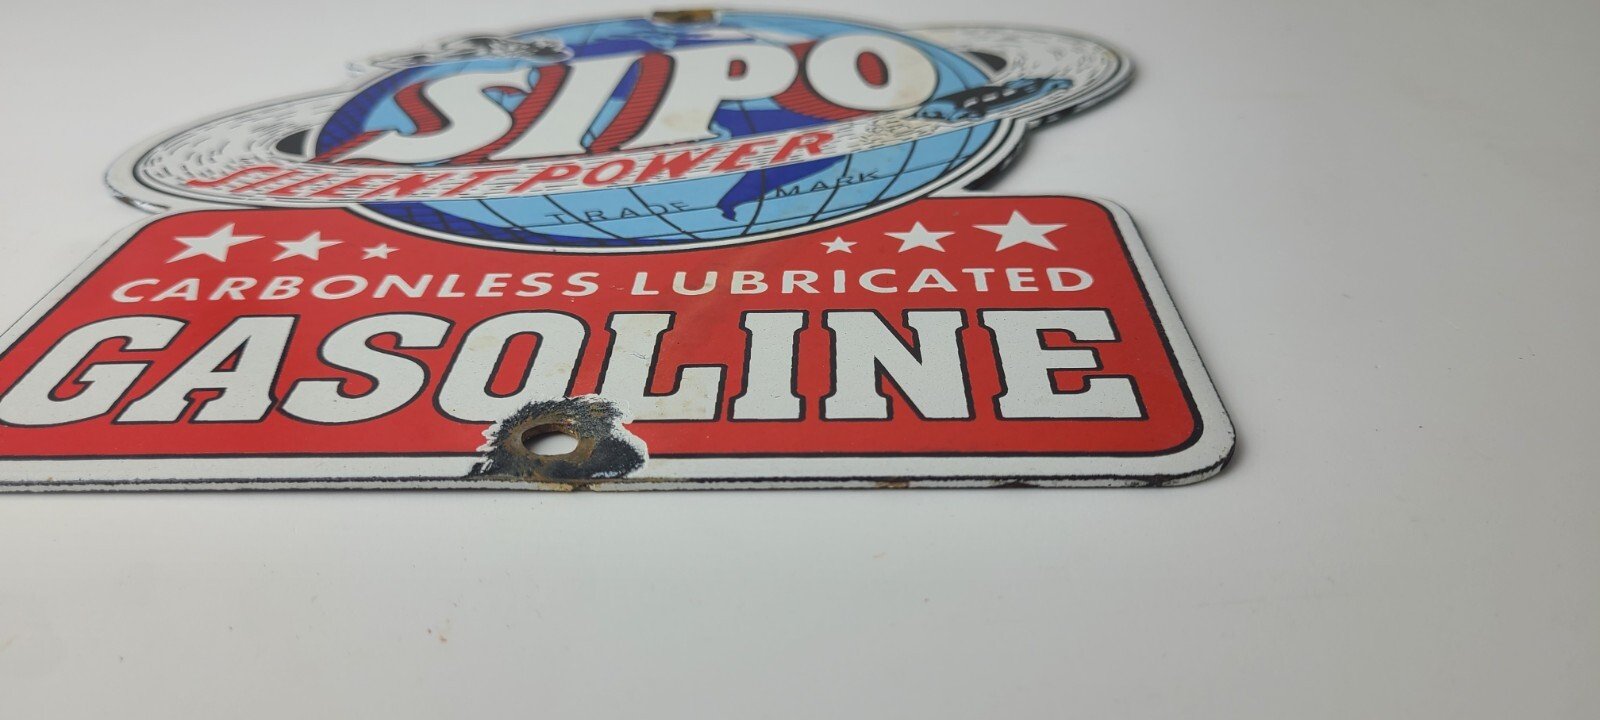 SIPO
SILENT POWER
TRADE MARK
CARBONLESS LUBRICATED
GASOLINE